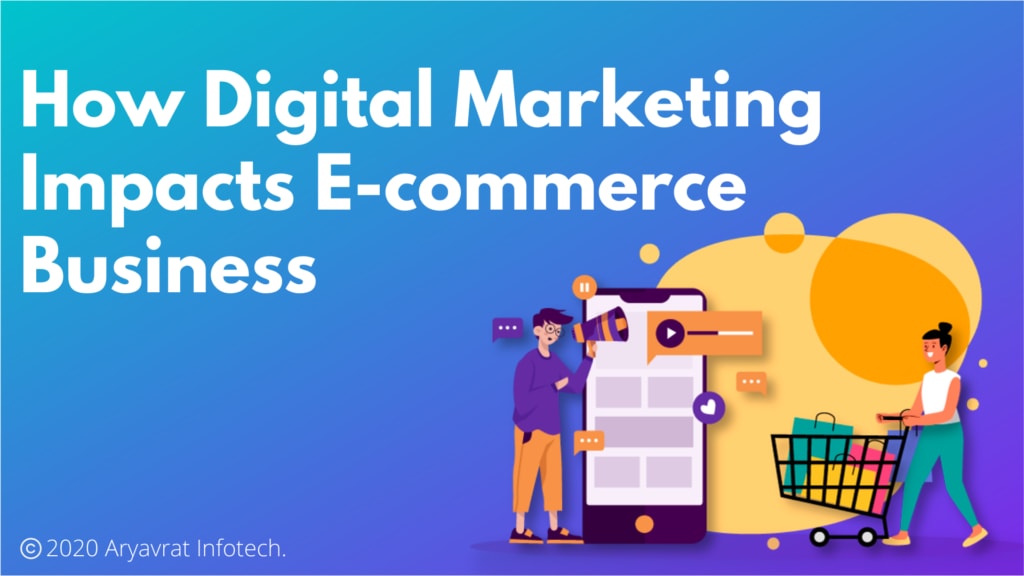 How Digital Marketing
Impacts E-commerce
Business
© 2020 Aryavrat Infotech.